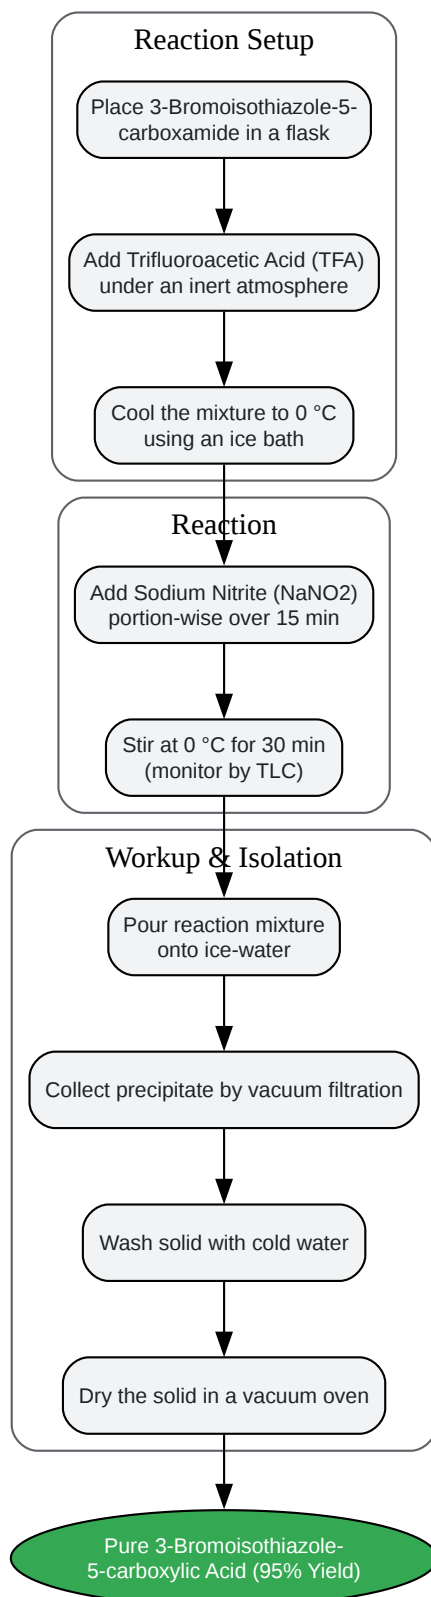 Reaction Setup
Place 3-Bromoisothiazole-5-
carboxamide in a flask
Add Trifluoroacetic Acid (TFA)
under an inert atmosphere
Cool the mixture to 0 °C
using an ice bath
Reaction
Add Sodium Nitrite (NaNO2)
portion-wise over 15 min
Stir at 0 °C for 30 min
(monitor by TLC)
Workup & Isolation
Pour reaction mixture
onto ice-water
Collect precipitate by vacuum filtration
Wash solid with cold water
Dry the solid in a vacuum oven
Pure 3-Bromoisothiazole-
5-carboxylic Acid (95% Yield)